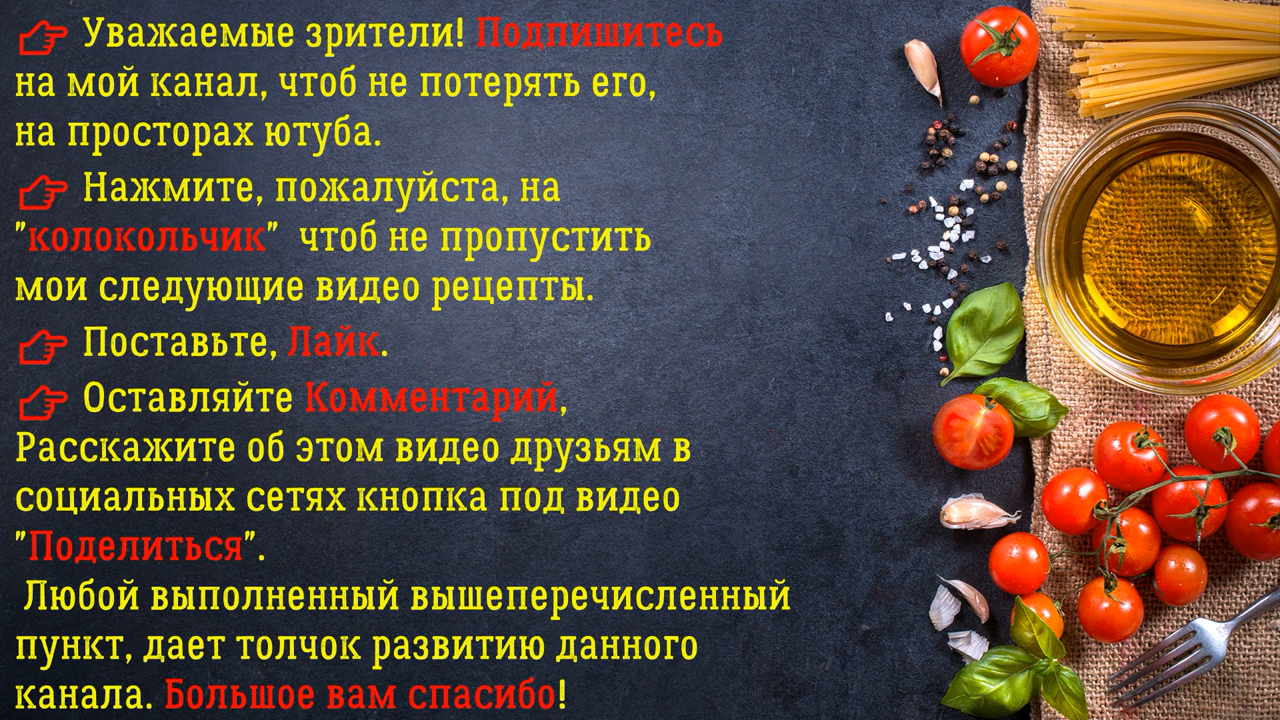 Уважаемые зрители! Подпишитесь
на мой канал, чтоб не потерять его,
на просторах ютуба.
Нажмите, пожалуйста, на
"колокольчик" чтоб не пропустить
мои следующие видео рецепты.
Поставьте, Лайк.
Оставляйте Комментарий,
Расскажите об этом видео друзьям в
социальных сетях кнопка под видео
"Поделиться".
Любой выполненный вышеперечисленный
пункт, дает толчок развитию данного
канала. Большое вам спасибо!